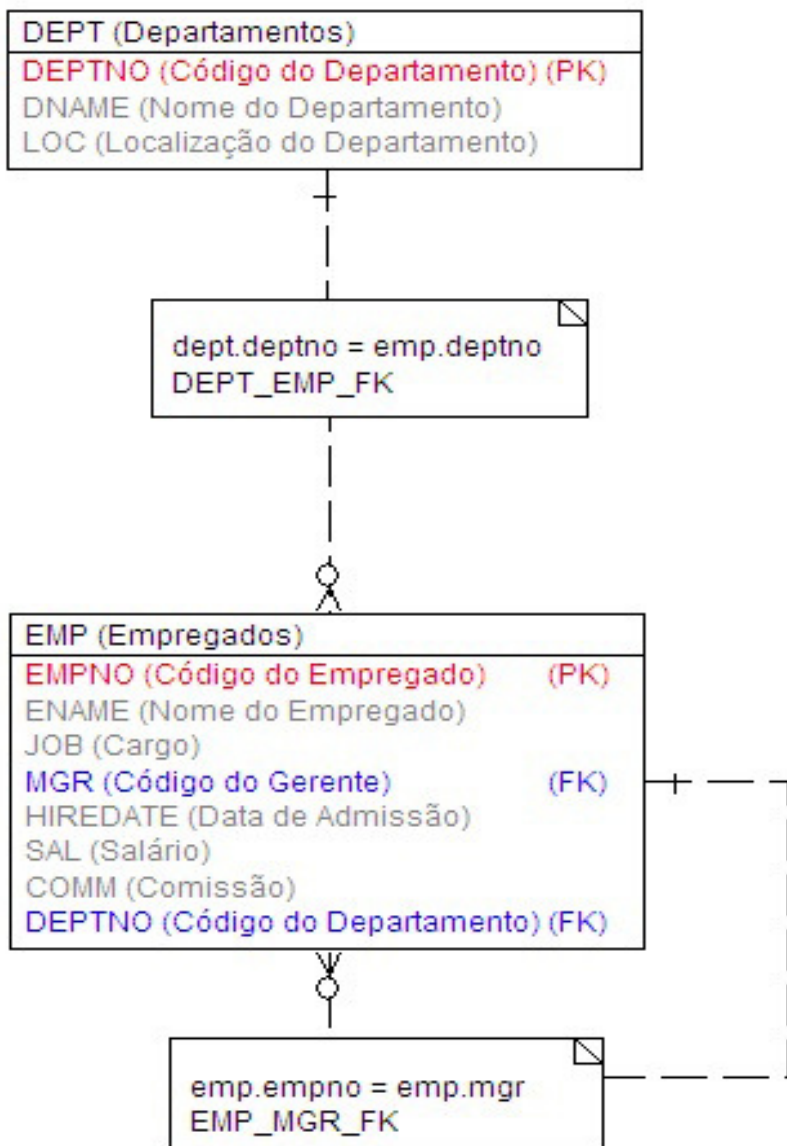 DEPT (Departamentos)
DEPTNO (Código do Departamento) (PK)
DNAME (Nome do Departamento)
LOC (Localização do Departamento)
dept.deptno = emp.deptno
DEPT_EMP_FK
EMP (Empregados)
EMPNO (Código do Empregado) (PK)
ENAME (Nome do Empregado)
JOB (Cargo)
MGR (Código do Gerente) (FK)
HIREDATE (Data de Admissão)
SAL (Salário)
COMM (Comissão)
DEPTNO (Código do Departamento) (FK)
emp.empno = emp.mgr
EMP_MGR_FK